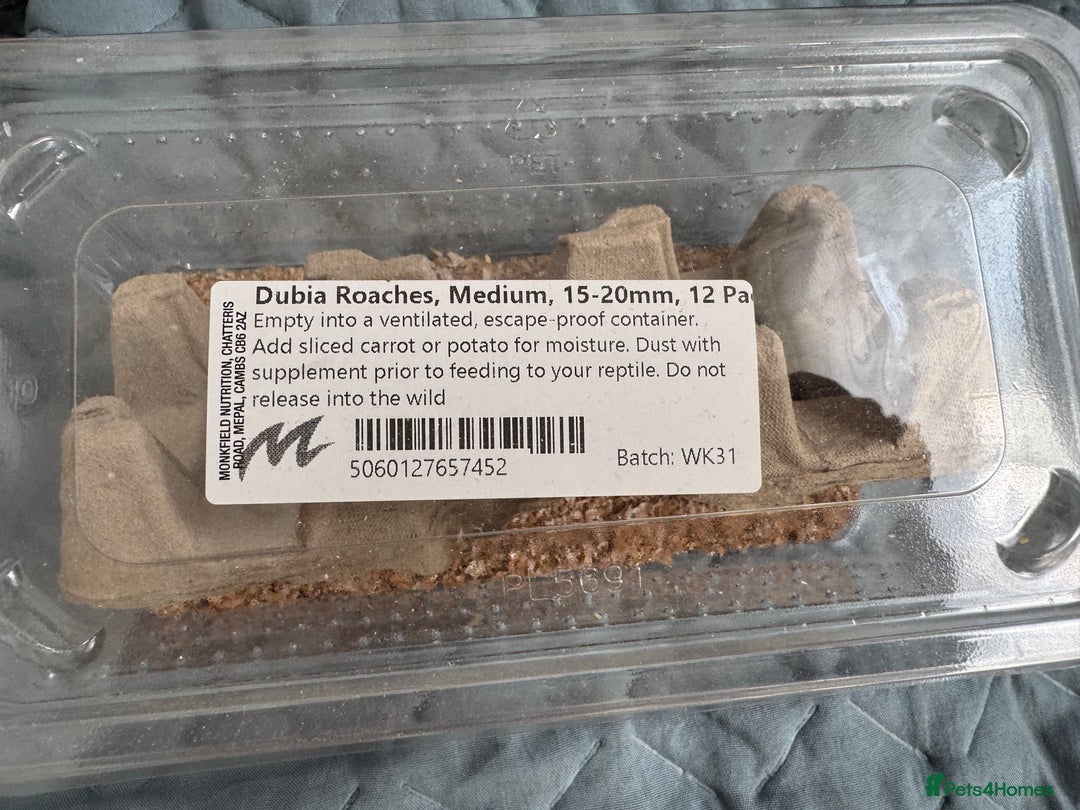 PET
Dubia Roaches, Medium, 15-20mm, 12 Pa
Empty into a ventilated, escape-proof container.
Add sliced carrot or potato for moisture. Dust with
supplement prior to feeding to your reptile. Do not
release into the wild
MONKFIELD NUTRITION, CHATTERIS
ROAD, MEPAL, CAMBS CB6 2AZ
5060127657452
Batch: WK31
PL5691
Pets4Homes